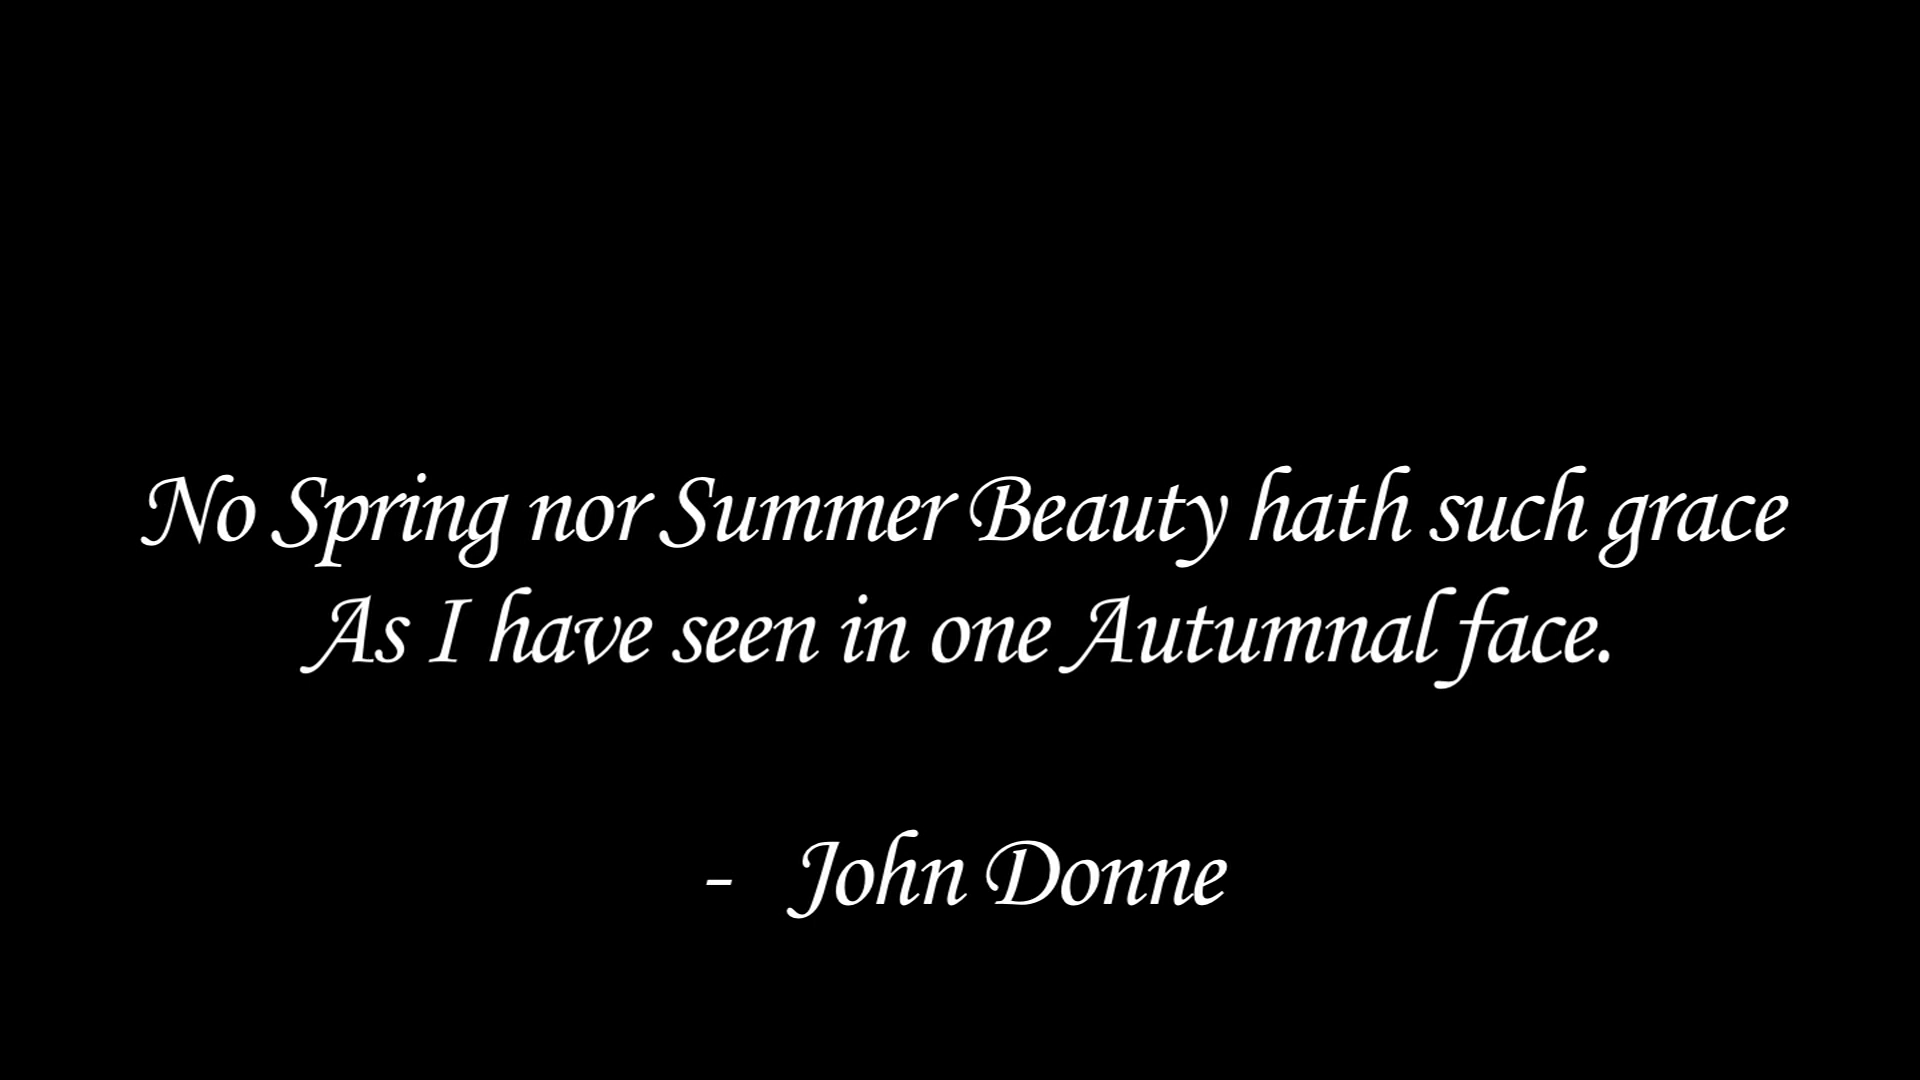 No Spring nor Summer Beauty hath such grace
As I have seen in one Autumnal face.
- John Donne